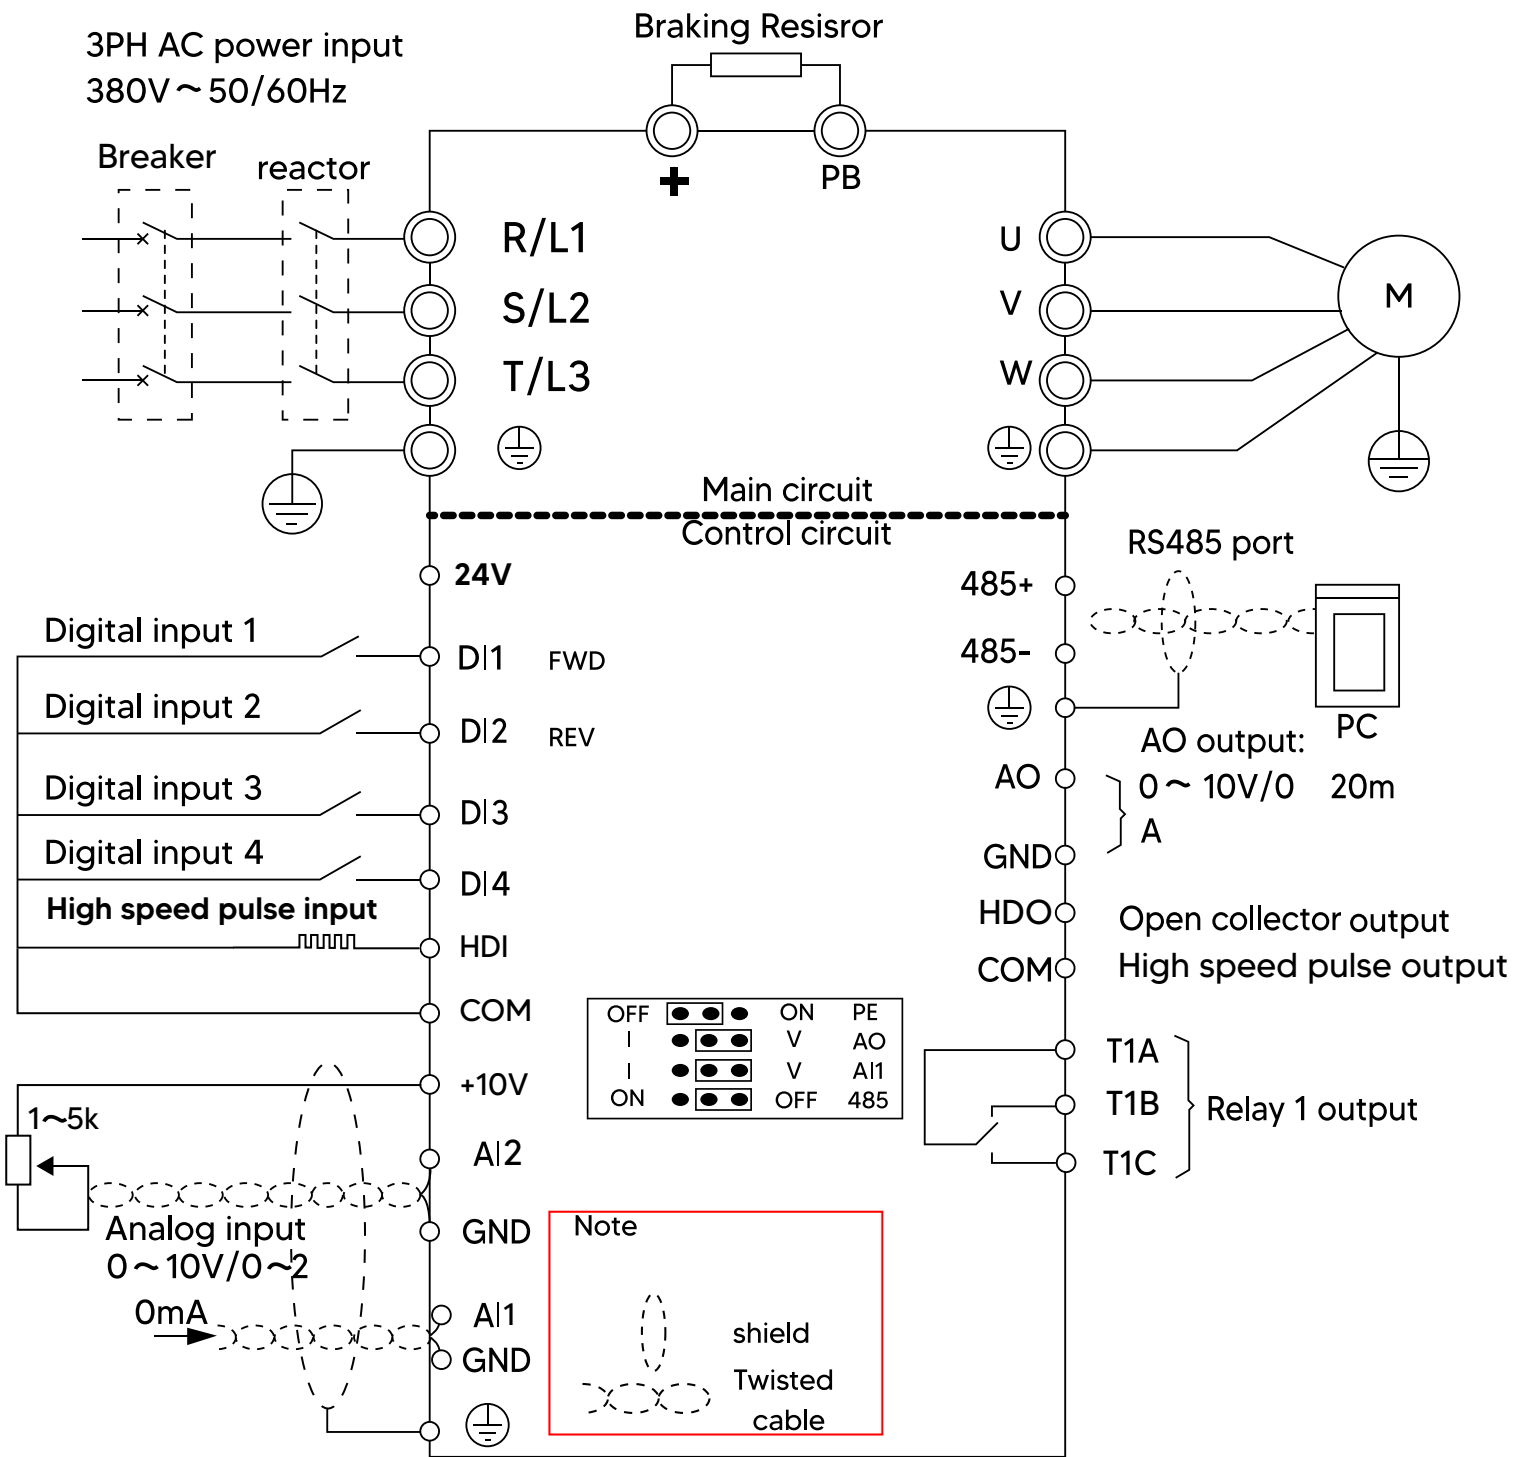 Braking Resisror
3PH AC power input
380V～50/60Hz
Breaker
reactor
+
PB
R/L1
S/L2
T/L3
U
V
W
M
Main circuit
Control circuit
24V
Digital input 1
DI1 FWD
Digital input 2
DI2 REV
Digital input 3
DI3
Digital input 4
DI4
High speed pulse input
HDI
COM
+10V
1～5k
AI2
GND
Analog input
0～10V/0～2
0mA
AI1
GND
RS485 port
485+
485-
PC
AO output:
AO
0～10V/0 20m
A
GND
HDO
Open collector output
COM
High speed pulse output
T1A
T1B
T1C
Relay 1 output
OFF ON PE
I V AO
I V AI1
ON OFF 485
Note
shield
Twisted
cable